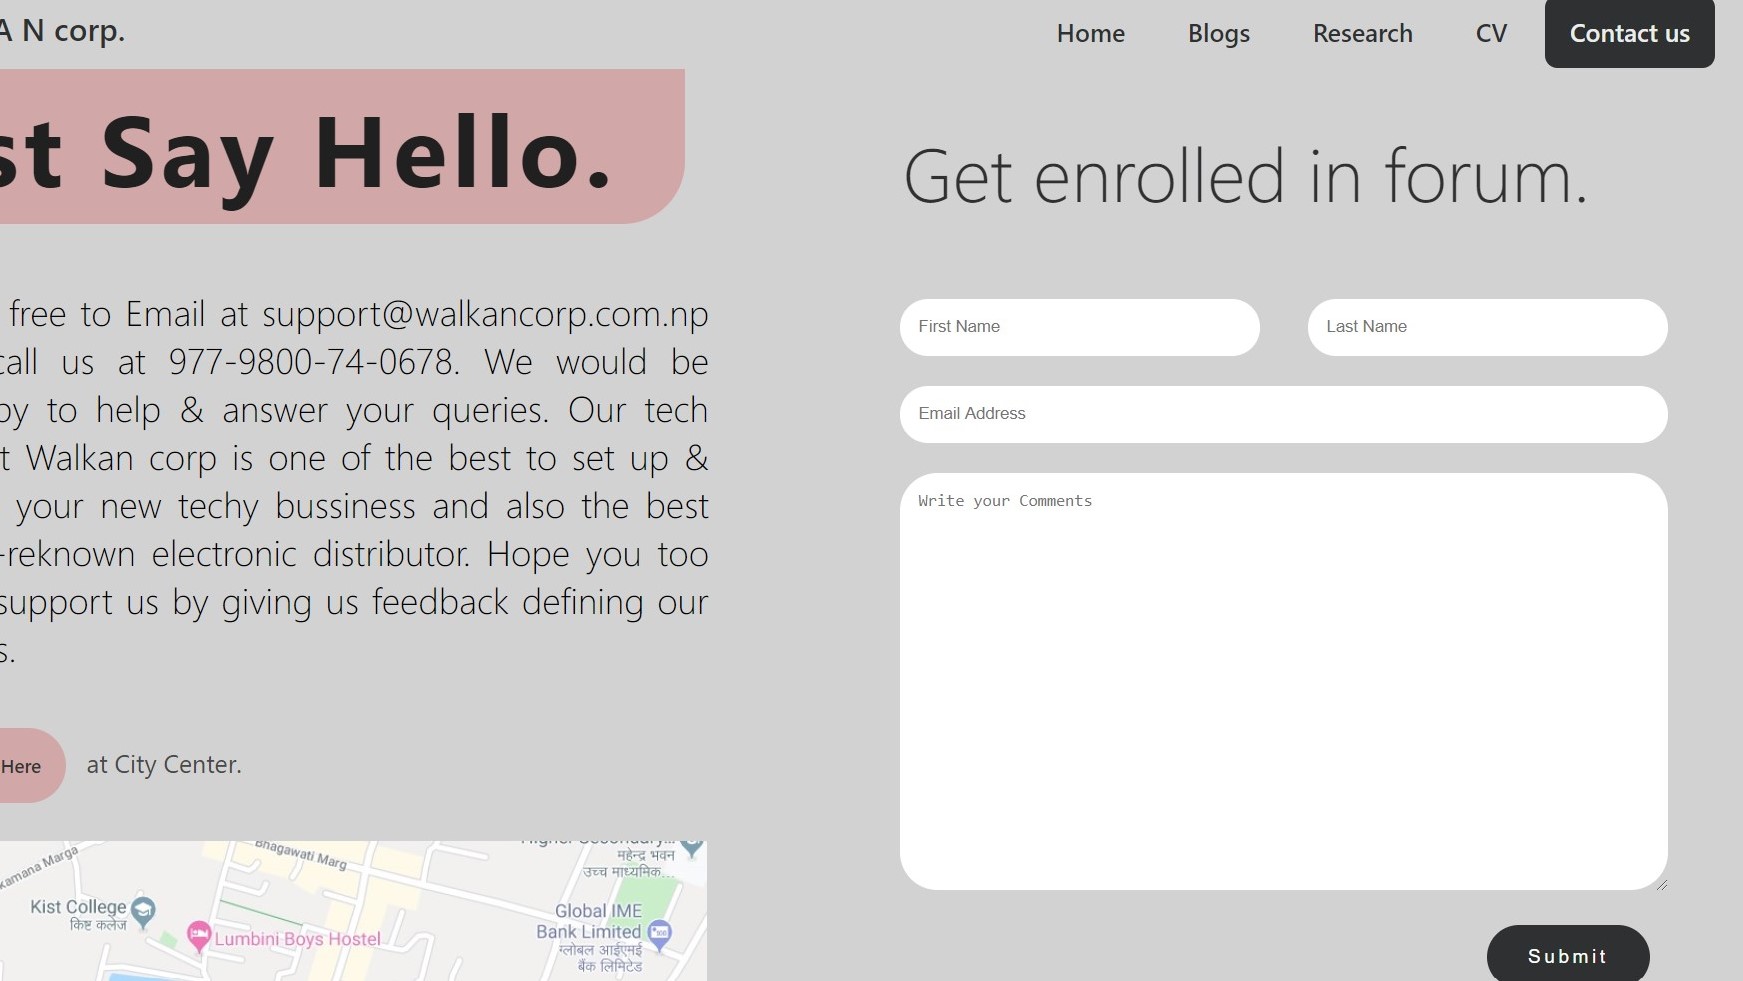 A N corp.
Home Blogs Research CV Contact us
st Say Hello.
Get enrolled in forum.
free to Email at support@walkancorp.com.np
call us at 977-9800-74-0678. We would be
py to help & answer your queries. Our tech
t Walkan corp is one of the best to set up &
your new techy bussiness and also the best
-reknown electronic distributor. Hope you too
support us by giving us feedback defining our
s.
Here at City Center.
kamana Marga
Bhagawati Marg
Higher Secondary...
महेन्द्र भवन
उच्च माध्यमिक...
Kist College
किष्ट कलेज
Lumbini Boys Hostel
Global IME
Bank Limited
ग्लोबल आईएमई
बैंक लिमिटेड
First Name
Last Name
Email Address
Write your Comments
Submit